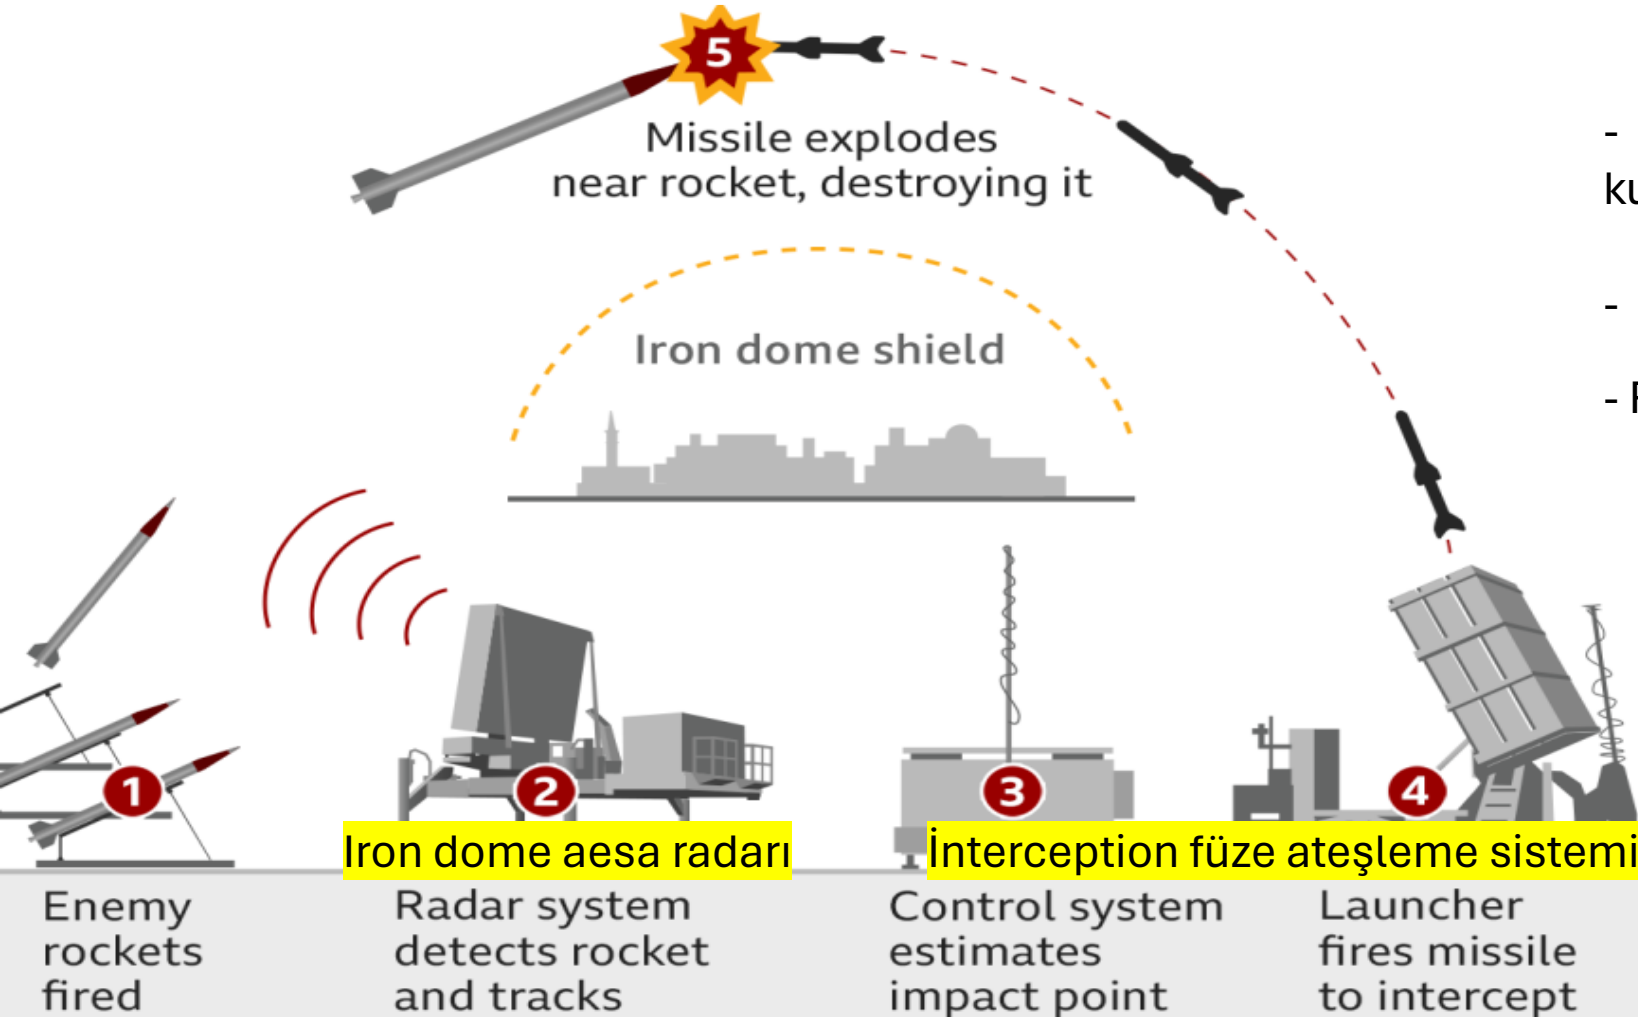 5
Missile explodes
near rocket, destroying it
-
-
-
Iron dome shield
1
2
3
4
Iron dome aesa radarı
İnterception füze ateşleme sistemi
Enemy
rockets
fired
Radar system
detects rocket
and tracks
Control system
estimates
impact point
Launcher
fires missile
to intercept